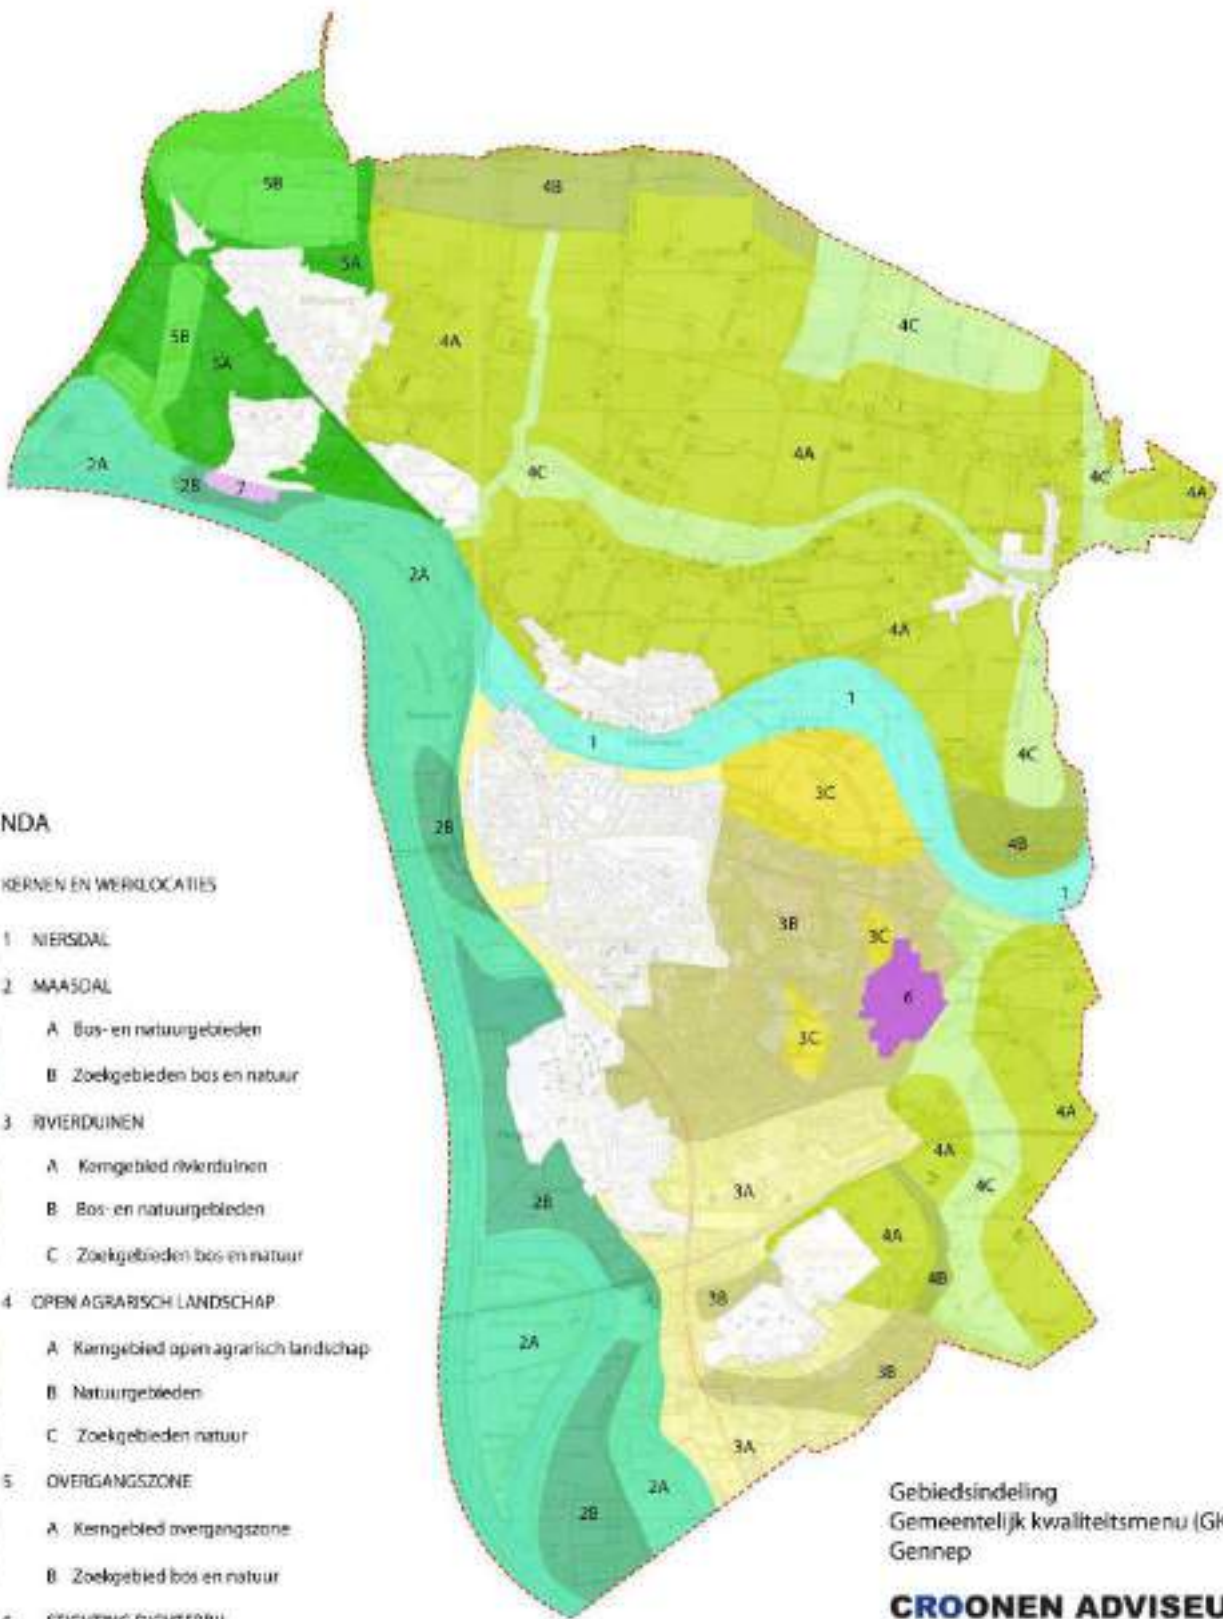 5B
4B
5A
4C
5B
4A
5A
4A
2A
4C
4C
4A
2B
7
2A
4A
1
1
4C
3C
2B
4B
1
3B
3C
6
3C
4A
4A
3A
4C
2B
4A
4B
3B
2A
3B
3A
2A
2B
NDA
KERNEN EN WERKLOCATIES
1 NIERSDAL
2 MAASDAL
A Bos- en natuurgebieden
B Zoekgebieden bos en natuur
3 RIVIERDUINEN
A Kerngebied rivierduinen
B Bos- en natuurgebieden
C Zoekgebieden bos en natuur
4 OPEN AGRARISCH LANDSCHAP
A Kerngebied open agrarisch landschap
B Natuurgebieden
C Zoekgebieden natuur
5 OVERGANGSZONE
A Kerngebied overgangszone
B Zoekgebied bos en natuur
Gebiedsindeling
Gemeentelijk kwaliteitsmenu (GK
Gennep
CROONEN ADVISEU